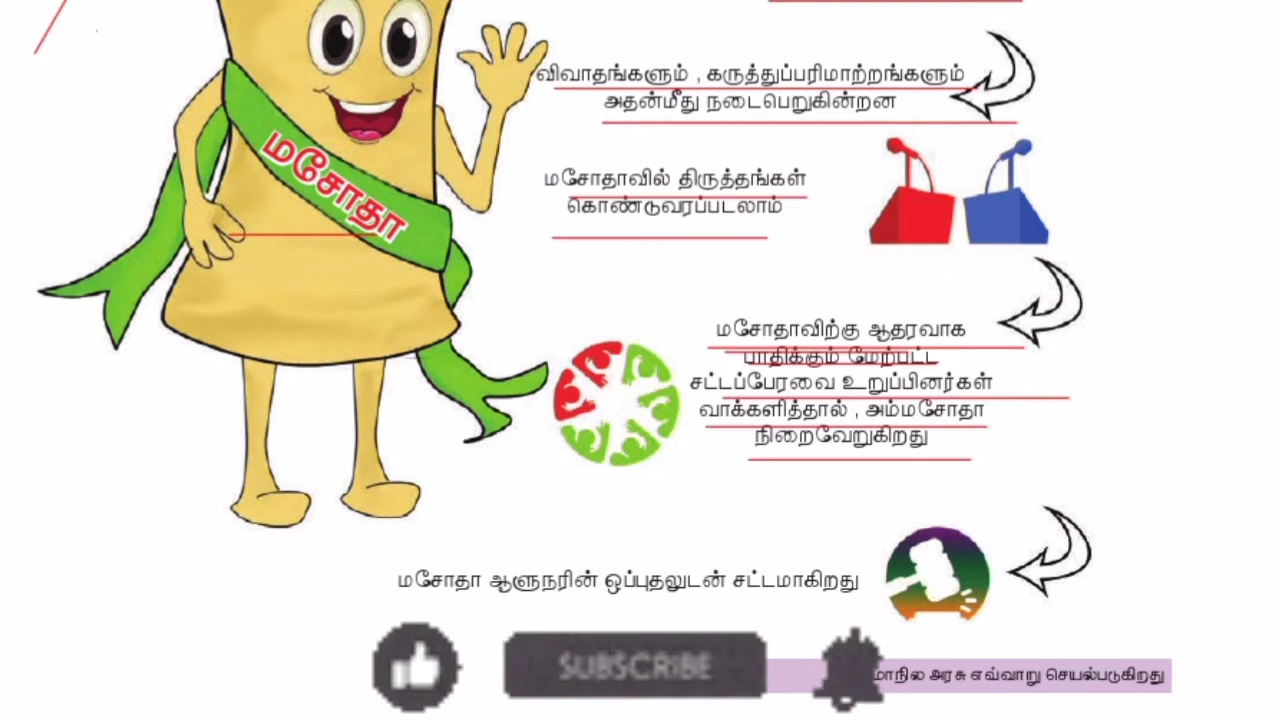 விவாதங்களும் , கருத்துப்பரிமாற்றங்களும்
அதன்மீது நடைபெறுகின்றன
மசோதா
மசோதாவில் திருத்தங்கள்
கொண்டுவரப்படலாம்
மசோதாவிற்கு ஆதரவாக
பாதிக்கும் மேற்பட்ட
சட்டப்பேரவை உறுப்பினர்கள்
வாக்களித்தால் , அம்மசோதா
நிறைவேறுகிறது
மசோதா ஆளுநரின் ஒப்புதலுடன் சட்டமாகிறது
SUBSCRIBE
மாநில அரசு எவ்வாறு செயல்படுகிறது